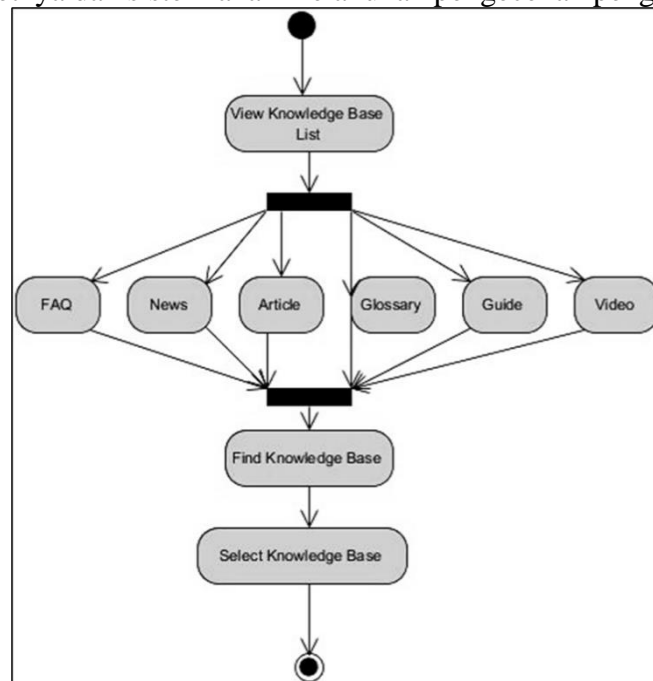 View Knowledge Base
List
FAQ
News
Article
Glossary
Guide
Video
Find Knowledge Base
Select Knowledge Base